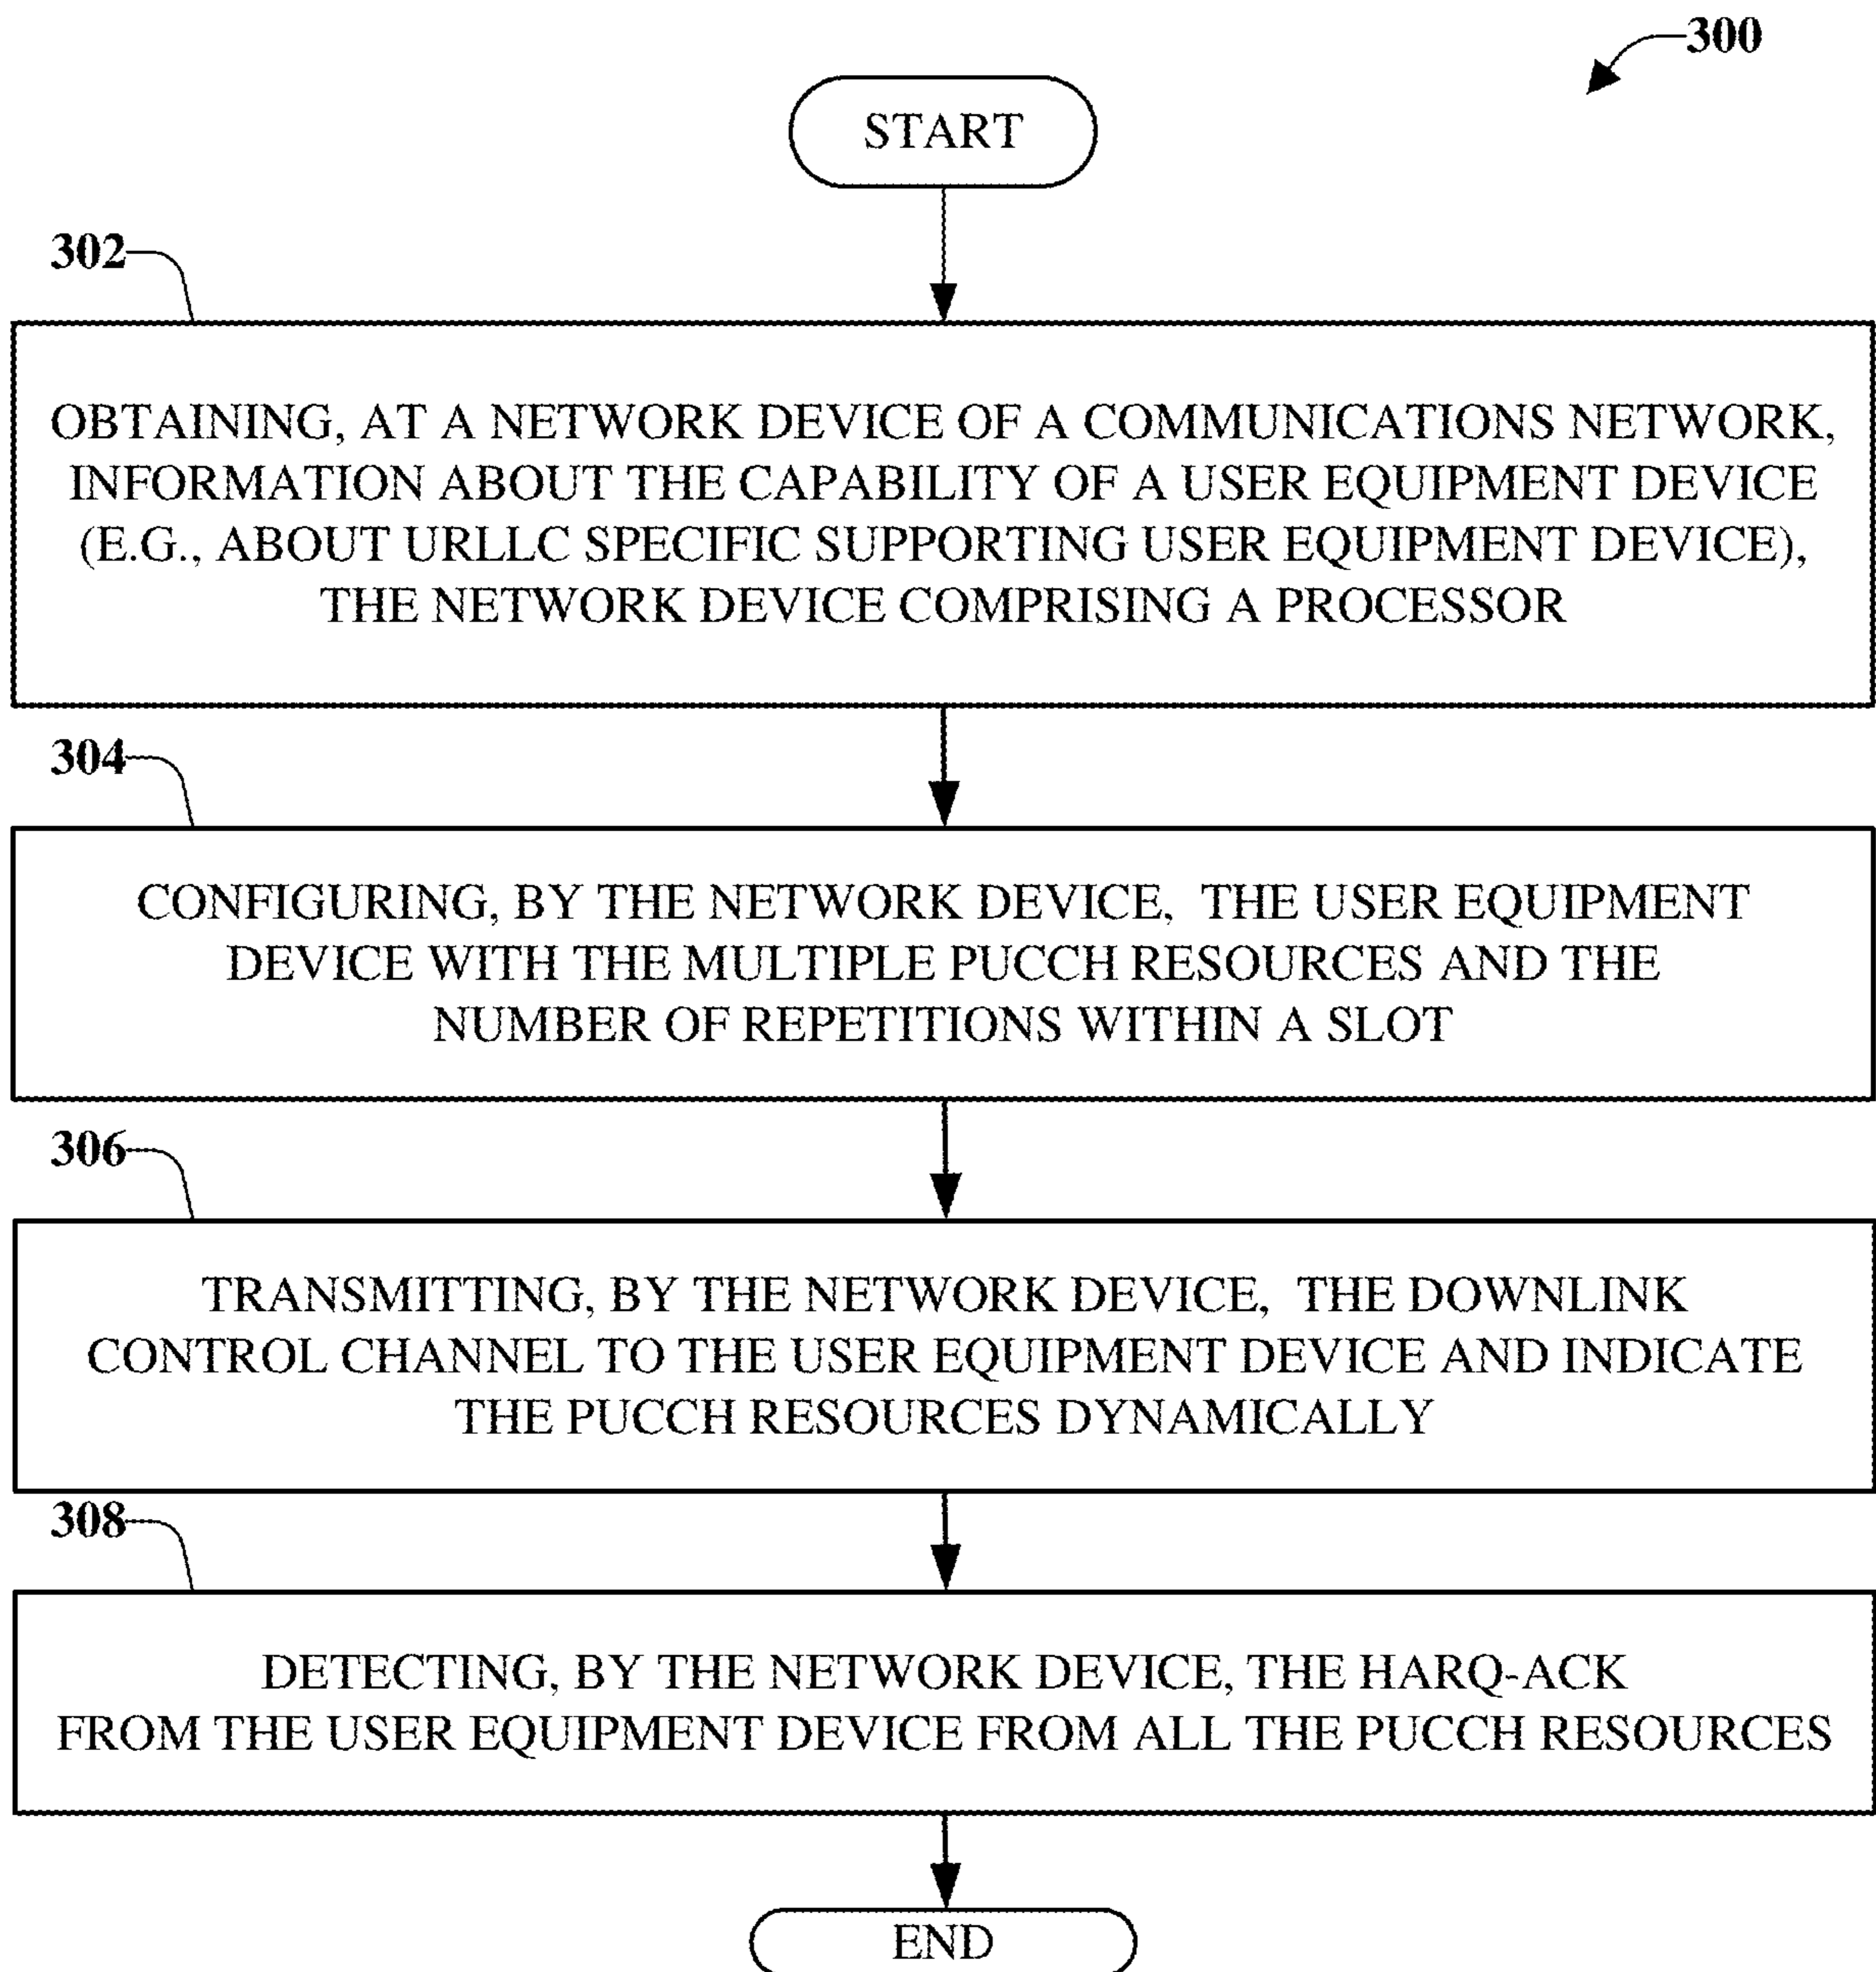 300
START
302
OBTAINING, AT A NETWORK DEVICE OF A COMMUNICATIONS NETWORK,
INFORMATION ABOUT THE CAPABILITY OF A USER EQUIPMENT DEVICE
(E.G., ABOUT URLLC SPECIFIC SUPPORTING USER EQUIPMENT DEVICE),
THE NETWORK DEVICE COMPRISING A PROCESSOR
304
CONFIGURING, BY THE NETWORK DEVICE, THE USER EQUIPMENT
DEVICE WITH THE MULTIPLE PUCCH RESOURCES AND THE
NUMBER OF REPETITIONS WITHIN A SLOT
306
TRANSMITTING, BY THE NETWORK DEVICE, THE DOWNLINK
CONTROL CHANNEL TO THE USER EQUIPMENT DEVICE AND INDICATE
THE PUCCH RESOURCES DYNAMICALLY
308
DETECTING, BY THE NETWORK DEVICE, THE HARQ-ACK
FROM THE USER EQUIPMENT DEVICE FROM ALL THE PUCCH RESOURCES
END